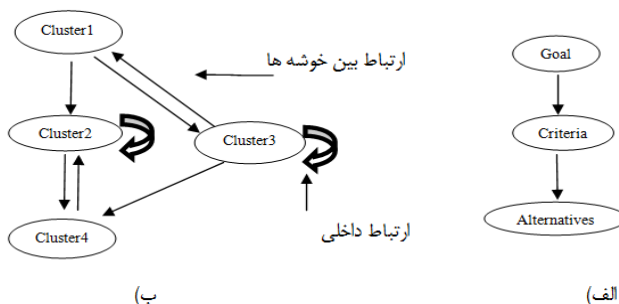 Cluster1
ارتباط بین خوشه ها
Goal
Cluster2
Cluster3
Criteria
Alternatives
ارتباط داخلی
Cluster4
ب)
الف)